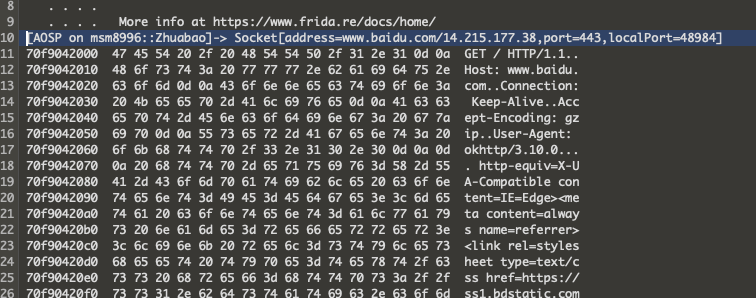 8 . . . .
9 . . . . More info at https://www.frida.re/docs/home/
10 [AOSP on msm8996::Zhuabao]-> Socket[address=www.baidu.com/14.215.177.38,port=443,localPort=48984]
11 70f9042000 47 45 54 20 2f 20 48 54 54 50 2f 31 2e 31 0d 0a GET / HTTP/1.1..
12 70f9042010 48 6f 73 74 3a 20 77 77 77 2e 62 61 69 64 75 2e Host: www.baidu.
13 70f9042020 63 6f 6d 0d 0a 43 6f 6e 6e 65 63 74 69 6f 6e 3a com..Connection:
14 70f9042030 20 4b 65 65 70 2d 41 6c 69 76 65 0d 0a 41 63 63 Keep-Alive..Acc
15 70f9042040 65 70 74 2d 45 6e 63 6f 64 69 6e 67 3a 20 67 7a ept-Encoding: gz
16 70f9042050 69 70 0d 0a 55 73 65 72 2d 41 67 65 6e 74 3a 20 ip..User-Agent:
17 70f9042060 6f 6b 68 74 74 70 2f 33 2e 31 30 2e 30 0d 0a 0d okhttp/3.10.0...
18 70f9042070 0a 20 68 74 74 70 2d 65 71 75 69 76 3d 58 2d 55 . http-equiv=X-U
19 70f9042080 41 2d 43 6f 6d 70 61 74 69 62 6c 65 20 63 6f 6e A-Compatible con
20 70f9042090 74 65 6e 74 3d 49 45 3d 45 64 67 65 3e 3c 6d 65 tent=IE=Edge><me
21 70f90420a0 74 61 20 63 6f 6e 74 65 6e 74 3d 61 6c 77 61 79 ta content=alway
22 70f90420b0 73 20 6e 61 6d 65 3d 72 65 66 65 72 72 65 72 3e s name=referrer>
23 70f90420c0 3c 6c 69 6e 6b 20 72 65 6c 3d 73 74 79 6c 65 73 <link rel=styles
24 70f90420d0 68 65 65 74 20 74 79 70 65 3d 74 65 78 74 2f 63 heet type=text/c
25 70f90420e0 73 73 20 68 72 65 66 3d 68 74 74 70 73 3a 2f 2f ss href=https://
26 70f90420f0 73 73 31 2e 62 64 73 74 61 74 69 63 2e 63 6f 6d ss1.bdstatic.com